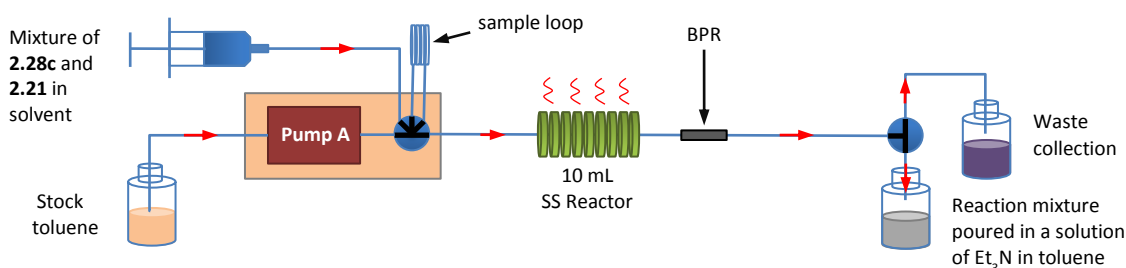 Mixture of
2.28c and
2.21 in
solvent
sample loop
BPR
Pump A
Stock
toluene
10 mL
SS Reactor
Waste
collection
Reaction mixture
poured in a solution
of Et₃N in toluene